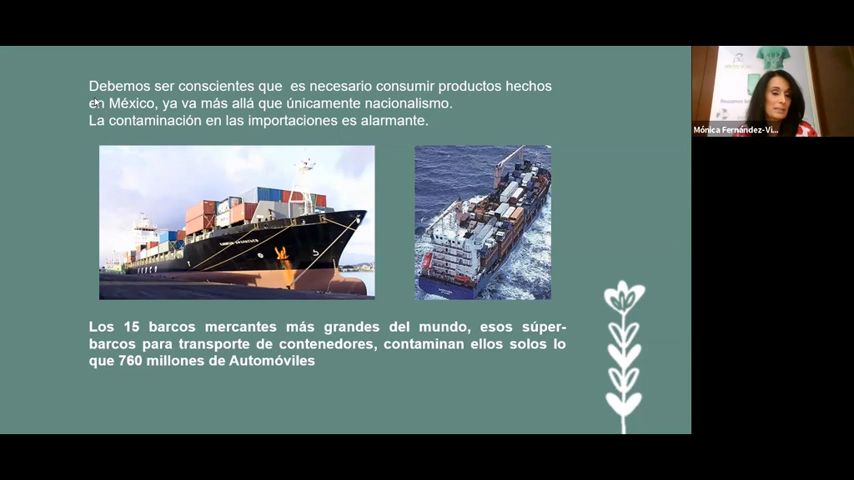 Debemos ser conscientes que  es necesario consumir productos hechos
en México, ya va más allá que únicamente nacionalismo.
La contaminación en las importaciones es alarmante.
Los 15 barcos mercantes más grandes del mundo, esos súper-
barcos para transporte de contenedores, contaminan ellos solos lo
que 760 millones de Automóviles
Mónica Fernández-Vi...